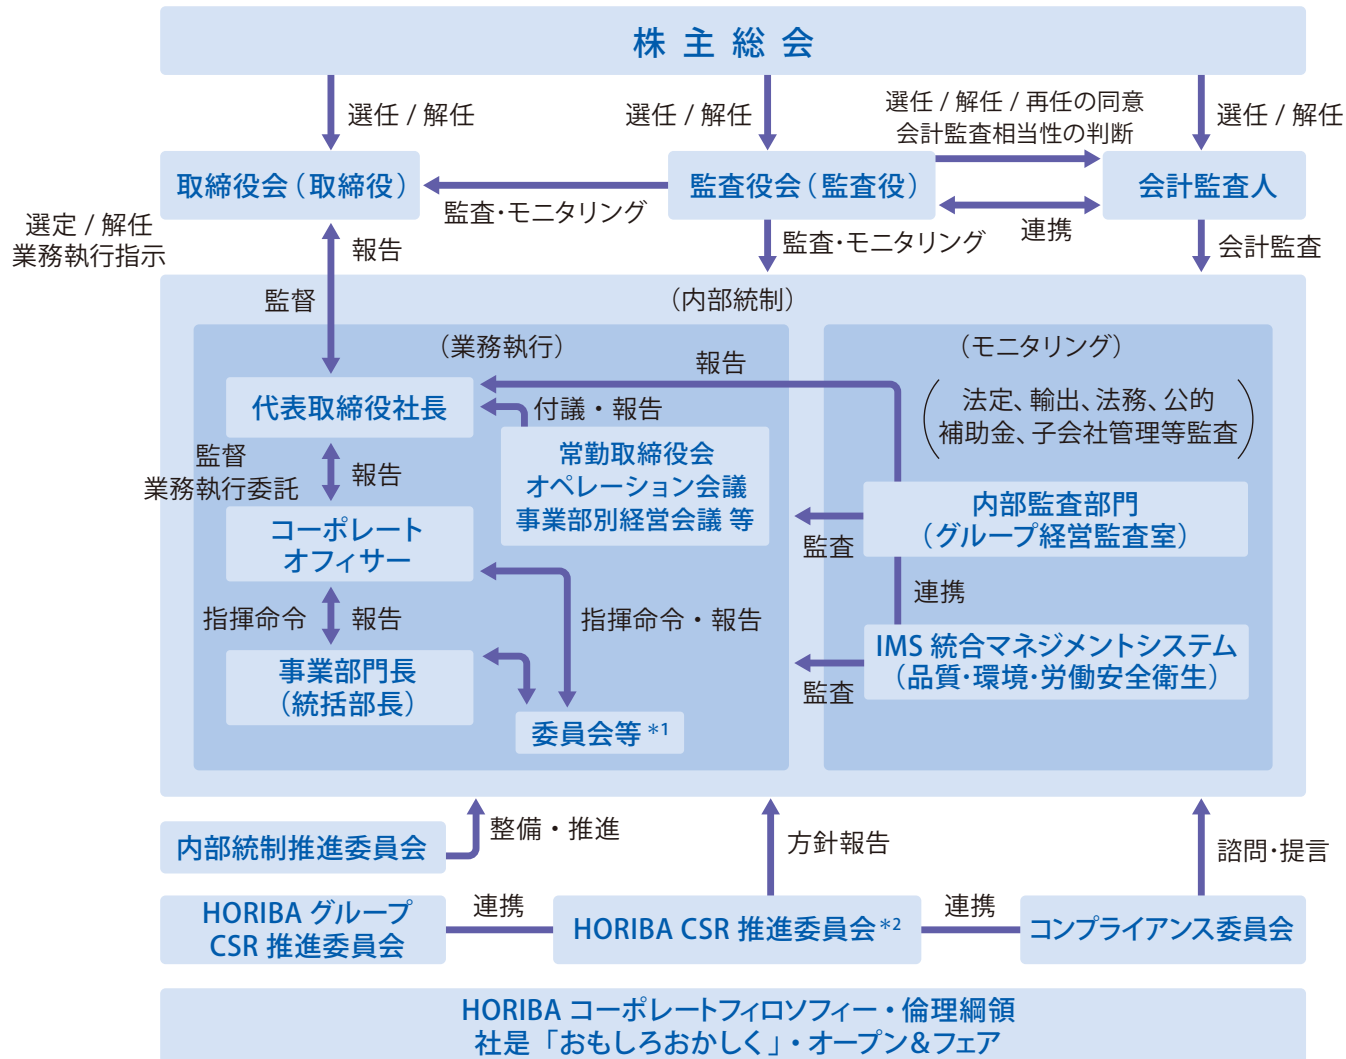 株主総会
選任 / 解任
選任 / 解任
選任 / 解任 / 再任の同意
会計監査相当性の判断
選任 / 解任
取締役会（取締役）
監査役会（監査役）
会計監査人
監査・モニタリング
連携
選定 / 解任
業務執行指示
報告
監査・モニタリング
会計監査
監督
（内部統制）
（業務執行）
（モニタリング）
報告
代表取締役社長
付議・報告
法定、輸出、法務、公的
補助金、子会社管理等監査
常勤取締役会
オペレーション会議
事業部別経営会議 等
監督
業務執行委託
報告
内部監査部門
（グループ経営監査室）
監査
コーポレート
オフィサー
連携
指揮命令
報告
指揮命令・報告
IMS 統合マネジメントシステム
（品質・環境・労働安全衛生）
監査
事業部門長
（統括部長）
委員会等 *1
内部統制推進委員会
整備・推進
方針報告
諮問・提言
HORIBA グループ
CSR 推進委員会
連携
HORIBA CSR 推進委員会 *2
連携
コンプライアンス委員会
HORIBA コーポレートフィロソフィー・倫理綱領
社是「おもしろおかしく」・オープン＆フェア